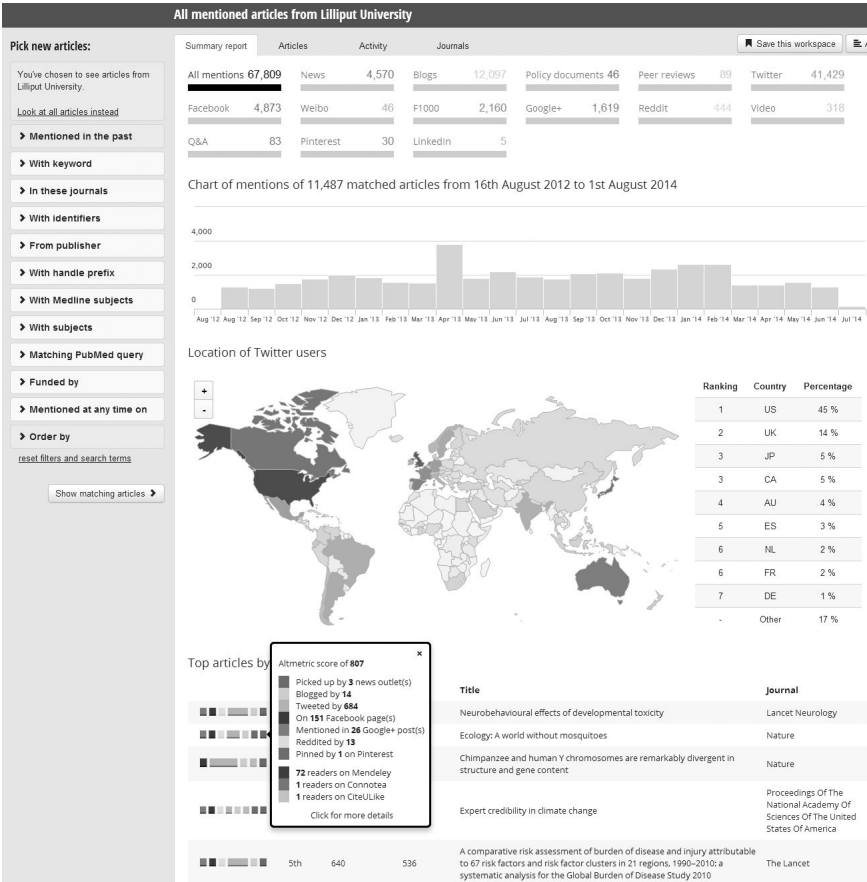 All mentioned articles from Lilliput University
Pick new articles:
You've chosen to see articles from
Lilliput University.
Look at all articles instead
Mentioned in the past
With keyword
In these journals
With identifiers
From publisher
With handle prefix
With Medline subjects
With subjects
Matching PubMed query
Funded by
Mentioned at any time on
Order by
reset filters and search terms
Show matching articles
Summary report Articles Activity Journals Save this workspace
All mentions 67,809 News 4,570 Blogs 12,097 Policy documents 46 Peer reviews 89 Twitter 41,429
Facebook 4,873 Weibo 46 F1000 2,160 Google+ 1,619 Reddit 444 Video 318
Q&A 83 Pinterest 30 LinkedIn 5
Chart of mentions of 11,487 matched articles from 16th August 2012 to 1st August 2014
4,000
2,000
0
Aug '12 Aug '12 Sep '12 Oct '12 Nov '12 Dec '12 Jan '13 Feb '13 Mar '13 Apr '13 May '13 Jun '13 Jul '13 Aug '13 Sep '13 Oct '13 Nov '13 Dec '13 Jan '14 Feb '14 Mar '14 Apr '14 May '14 Jun '14 Jul '14
Location of Twitter users
+
-
Ranking Country Percentage
1 US 45 %
2 UK 14 %
3 JP 5 %
3 CA 5 %
4 AU 4 %
5 ES 3 %
6 NL 2 %
6 FR 2 %
7 DE 1 %
- Other 17 %
Top articles by
×
Altmetric score of 807
Picked up by 3 news outlet(s)
Blogged by 14
Tweeted by 684
On 151 Facebook page(s)
Mentioned in 26 Google+ post(s)
Reddited by 13
Pinned by 1 on Pinterest
72 readers on Mendeley
1 readers on Connotea
1 readers on CiteULike
Click for more details
Title Journal
Neurobehavioural effects of developmental toxicity Lancet Neurology
Ecology: A world without mosquitoes Nature
Chimpanzee and human Y chromosomes are remarkably divergent in
structure and gene content
Nature
Expert credibility in climate change
Proceedings Of The
National Academy Of
Sciences Of The United
States Of America
5th 640 536
A comparative risk assessment of burden of disease and injury attributable
to 67 risk factors and risk factor clusters in 21 regions, 1990–2010: a
systematic analysis for the Global Burden of Disease Study 2010
The Lancet